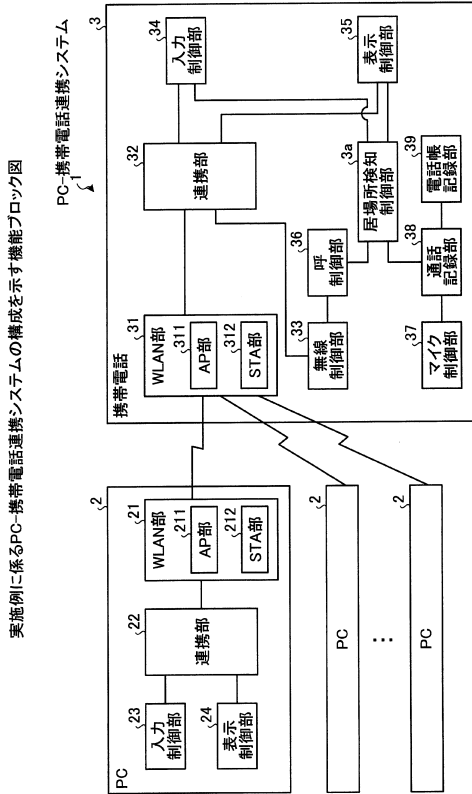 実施例に係るPC-携帯電話連携システムの構成を示す機能ブロック図
PC-携帯電話連携システム
1
2
PC
23
入力
制御部
24
表示
制御部
22
連携部
21
WLAN部
211
AP部
212
STA部
2
PC
⋮
2
PC
3
携帯電話
31
WLAN部
311
AP部
312
STA部
32
連携部
34
入力
制御部
35
表示
制御部
33
無線
制御部
36
呼
制御部
3a
居場所検知
制御部
37
マイク
制御部
38
通話
記録部
39
電話帳
記録部